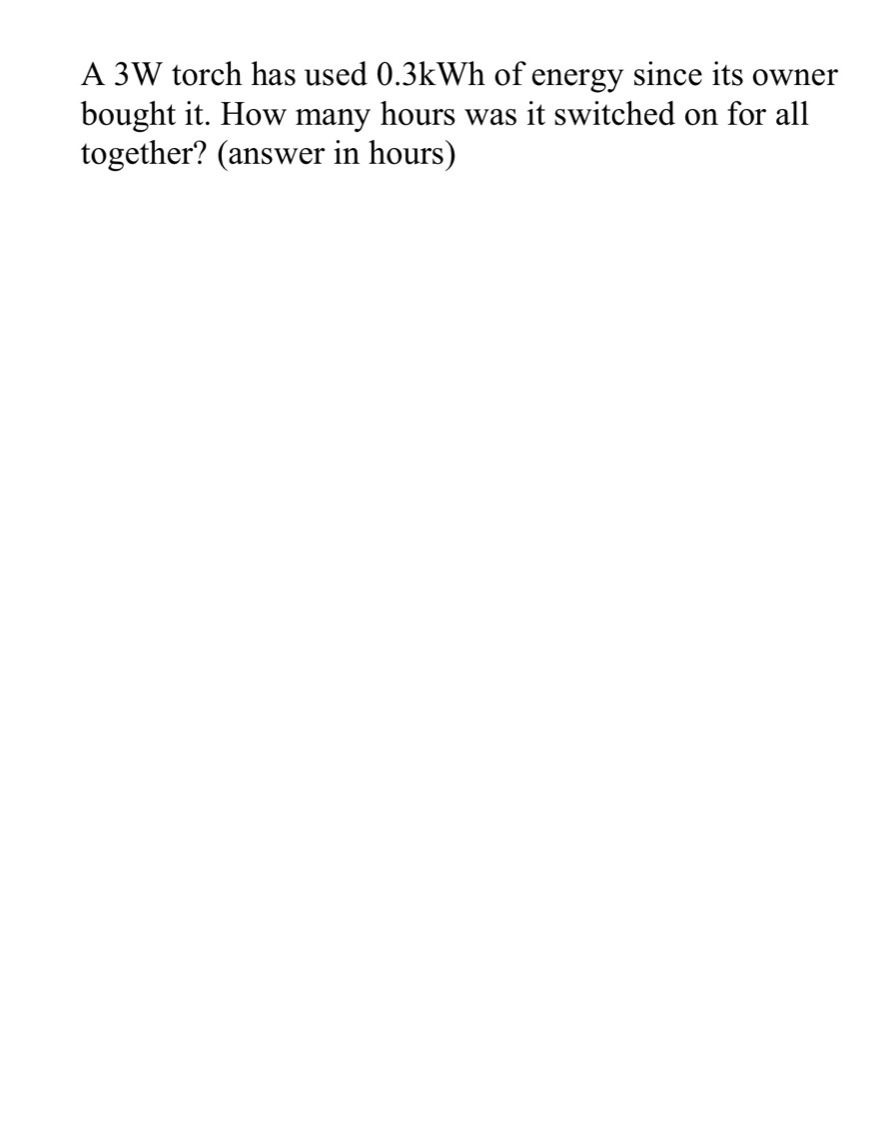 A 3W torch has used 0.3kWh of energy since its owner
bought it. How many hours was it switched on for all
together? (answer in hours)